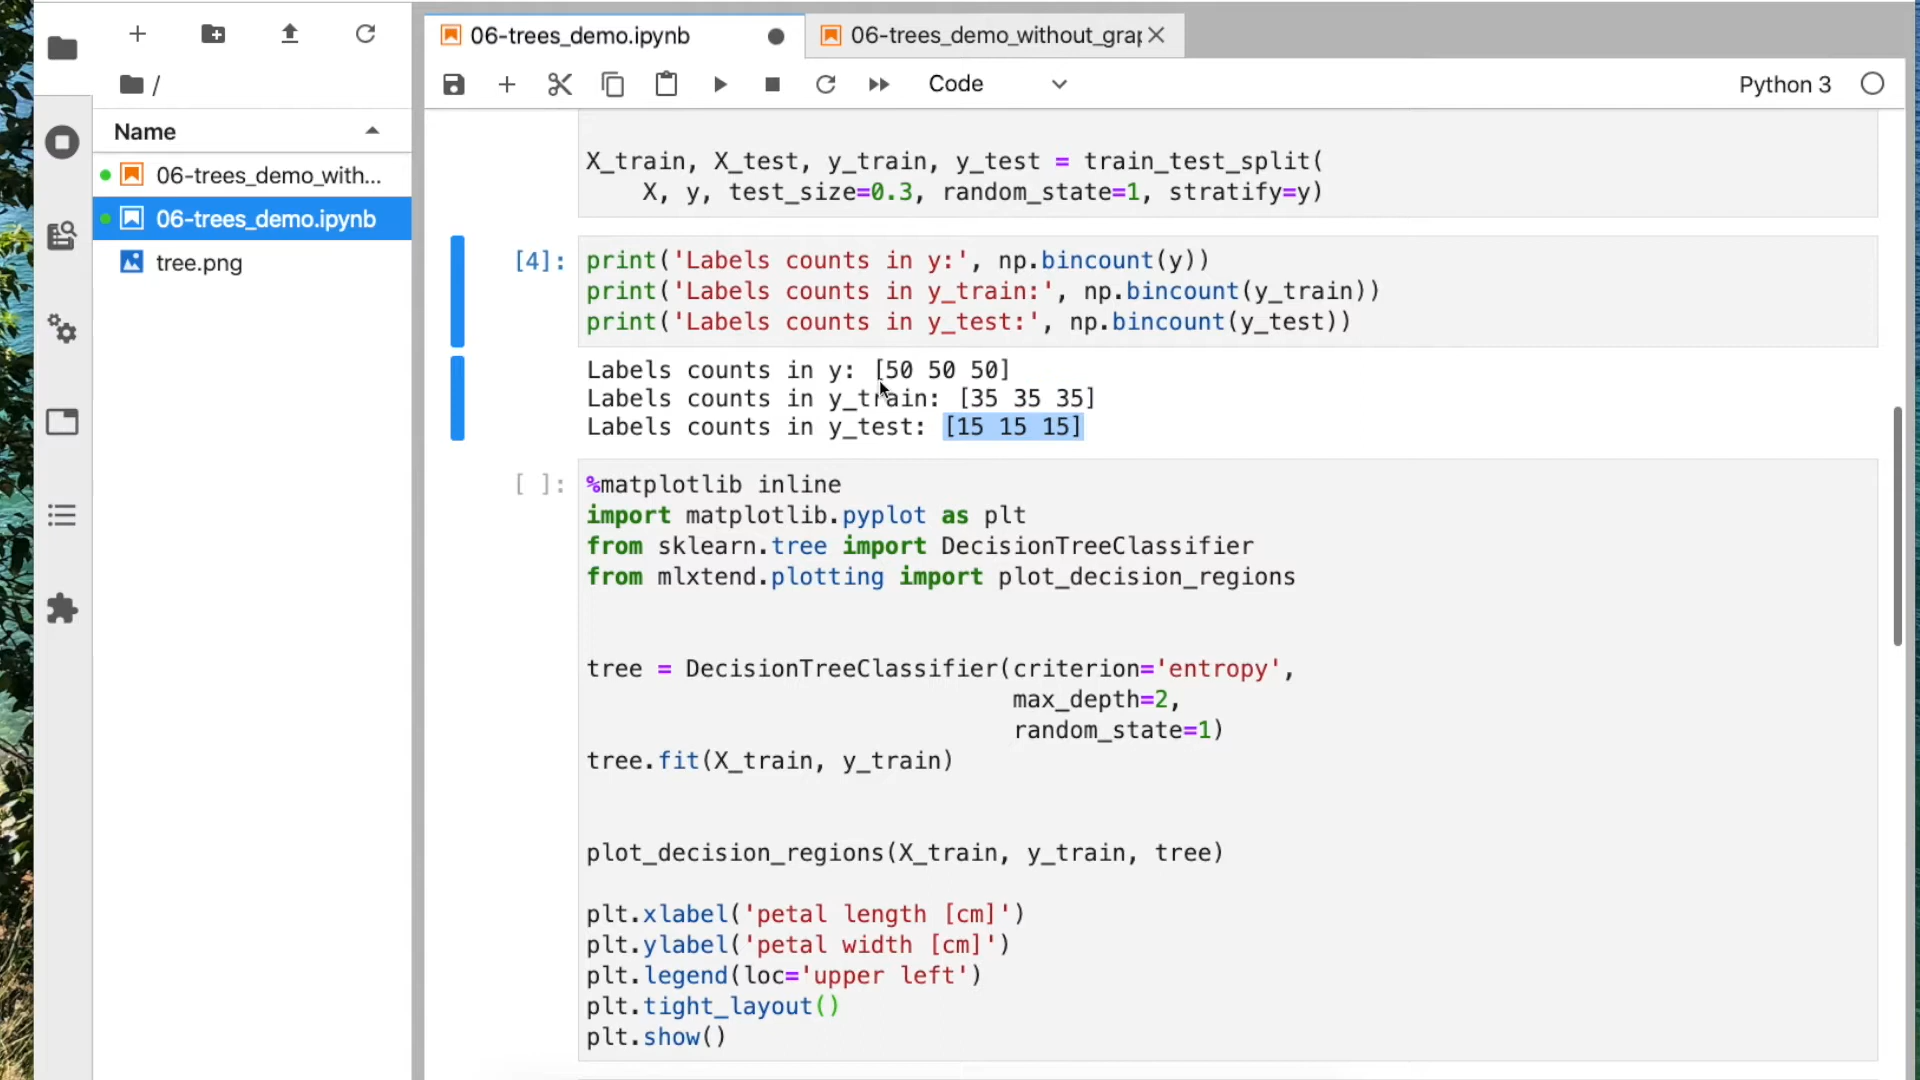 06-trees_demo.ipynb
06-trees_demo_without_grap
/
Code
Python 3
Name
06-trees_demo_with...
06-trees_demo.ipynb
tree.png
X_train, X_test, y_train, y_test = train_test_split(
X, y, test_size=0.3, random_state=1, stratify=y)
[4]:
print('Labels counts in y:', np.bincount(y))
print('Labels counts in y_train:', np.bincount(y_train))
print('Labels counts in y_test:', np.bincount(y_test))
Labels counts in y: [50 50 50]
Labels counts in y_train: [35 35 35]
Labels counts in y_test: [15 15 15]
[ ]:
%matplotlib inline
import matplotlib.pyplot as plt
from sklearn.tree import DecisionTreeClassifier
from mlxtend.plotting import plot_decision_regions
tree = DecisionTreeClassifier(criterion='entropy',
max_depth=2,
random_state=1)
tree.fit(X_train, y_train)
plot_decision_regions(X_train, y_train, tree)
plt.xlabel('petal length [cm]')
plt.ylabel('petal width [cm]')
plt.legend(loc='upper left')
plt.tight_layout()
plt.show()